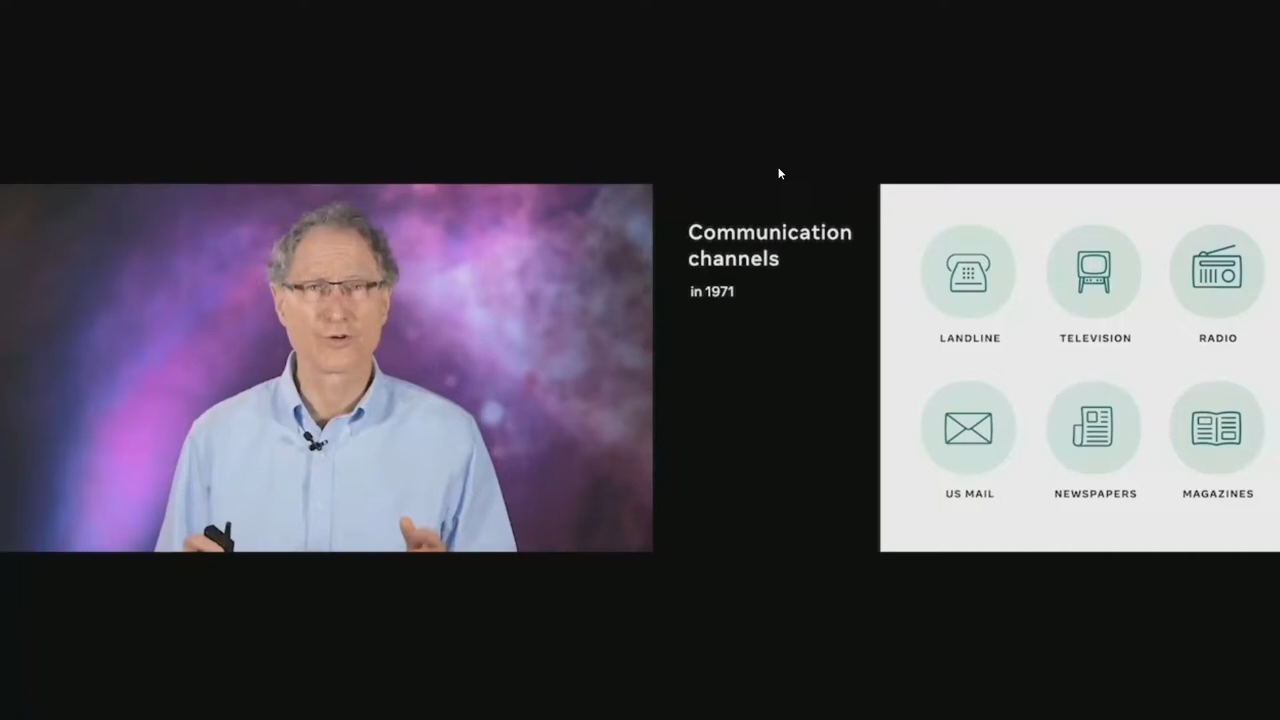 Communication
channels
in 1971
LANDLINE
TELEVISION
RADIO
US MAIL
NEWSPAPERS
MAGAZINES